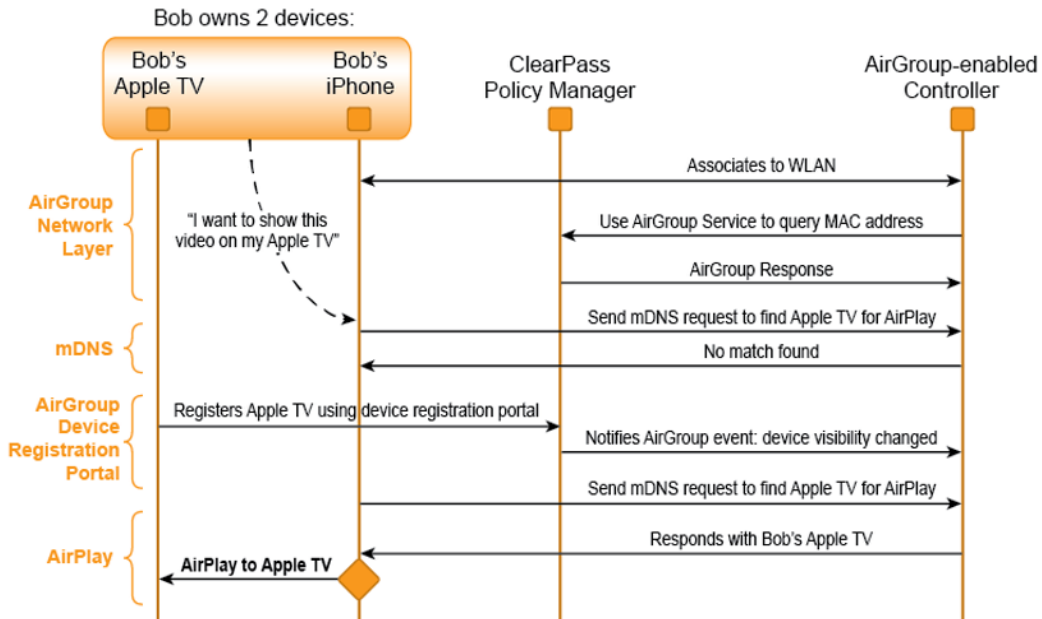 Bob owns 2 devices:
Bob's
Apple TV
Bob's
iPhone
ClearPass
Policy Manager
AirGroup-enabled
Controller
AirGroup
Network
Layer
Associates to WLAN
"I want to show this
video on my Apple TV"
Use AirGroup Service to query MAC address
AirGroup Response
mDNS
Send mDNS request to find Apple TV for AirPlay
No match found
AirGroup
Device
Registration
Portal
Registers Apple TV using device registration portal
Notifies AirGroup event: device visibility changed
Send mDNS request to find Apple TV for AirPlay
AirPlay
Responds with Bob's Apple TV
AirPlay to Apple TV